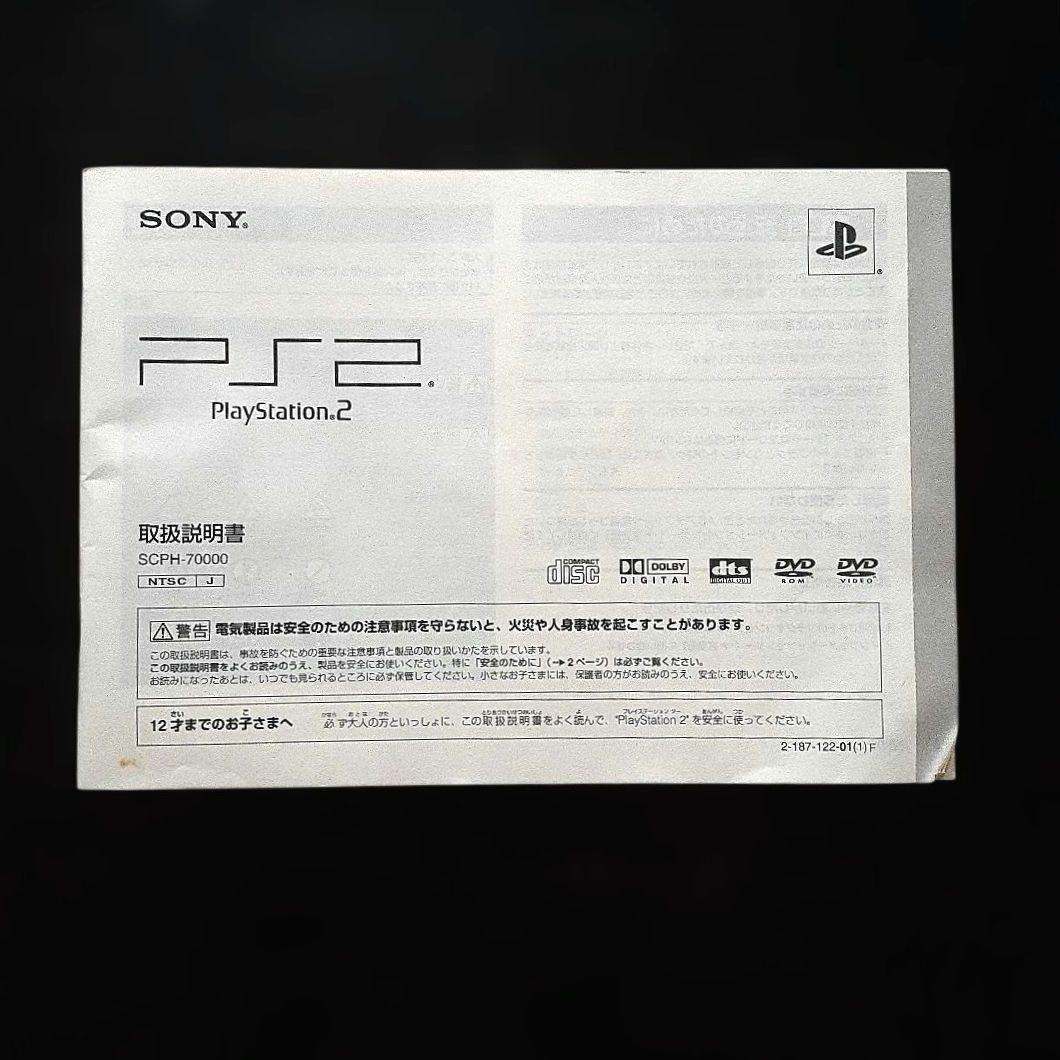 SONY®
PS2®
PlayStation®2
取扱説明書
SCPH-70000
NTSC J
COMPACT disc
DOLBY DIGITAL
dts DIGITAL OUT
DVD ROM
DVD VIDEO
警告 電気製品は安全のための注意事項を守らないと、火災や人身事故を起こすことがあります。
この取扱説明書は、事故を防ぐための重要な注意事項と製品の取り扱いかたを示しています。
この取扱説明書をよくお読みのうえ、製品を安全にお使いください。特に「安全のために」(→2ページ)は必ずご覧ください。
お読みになったあとは、いつでも見られるところに必ず保管してください。小さなお子さまには、保護者の方がお読みのうえ、安全にお使いください。
12才までのお子さまへ 必ず大人の方といっしょに、この取扱説明書をよく読んで、"PlayStation 2"を安全に使ってください。
2-187-122-01(1) F